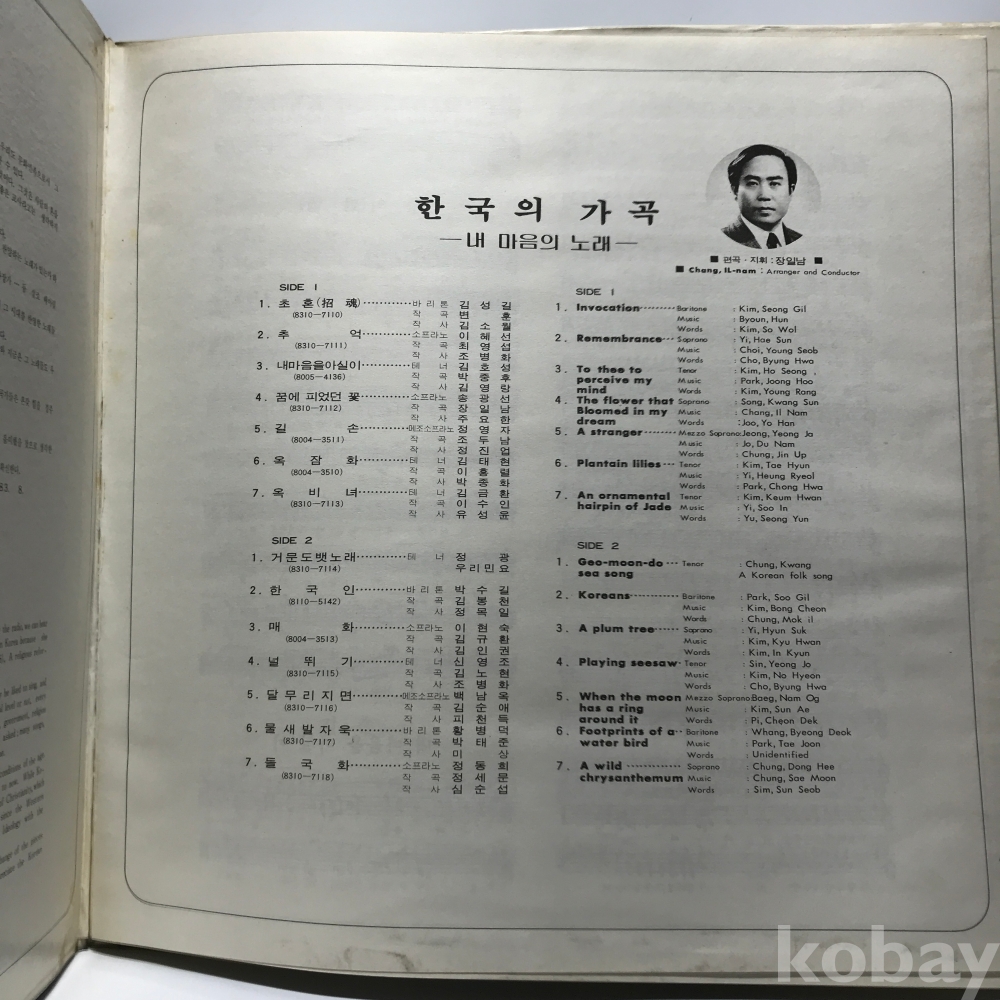 한국의 가곡
—내 마음의 노래—
■ 편곡·지휘 : 장일남 ■
■ Chang, IL-nam : Arranger and Conductor
SIDE 1
1. 초 혼(招 魂)············바 리 톤 김 성 길
(8310-7110) 작 곡 변 훈
작 사 김 소 월
2. 추 억············소프라노 이 혜 선
(8310-7111) 작 곡 최 영 섭
작 사 조 병 화
3. 내마음을아실이············테 너 김 호 성
(8005-4136) 작 곡 박 중 후
작 사 김 영 랑
4. 꿈에 피었던 꽃············소프라노 송 광 선
(8310-7112) 작 곡 장 일 남
작 사 주 요 한
5. 길 손············메조소프라노 정 영 자
(8004-3511) 작 곡 조 두 남
작 사 정 진 업
6. 옥 잠 화············테 너 김 태 현
(8004-3510) 작 곡 이 흥 렬
작 사 박 종 화
7. 옥 비 녀············테 너 김 금 환
(8310-7113) 작 곡 이 수 인
작 사 유 성 윤
SIDE 2
1. 거문도뱃노래············테 너 정 광
(8310-7114) 우리민요
2. 한 국 인············바 리 톤 박 수 길
(8110-5142) 작 곡 김 봉 천
작 사 정 목 일
3. 매 화············소프라노 이 현 숙
(8004-3513) 작 곡 김 규 환
작 사 김 인 권
4. 널 뛰 기············테 너 신 영 조
(8310-7115) 작 곡 김 노 현
작 사 조 병 화
5. 달무리지면············메조소프라노 백 남 옥
(8310-7116) 작 곡 김 순 애
작 사 피 천 득
6. 물새발자욱············바 리 톤 황 병 덕
(8310-7117) 작 곡 박 태 준
작 사 미 상
7. 들 국 화············소프라노 정 동 희
(8310-7118) 작 곡 정 세 문
작 사 심 순 섭
SIDE 1
1. Invocation········· Baritone : Kim, Seong Gil
Music : Byoun, Hun
Words : Kim, So Wol
2. Remembrance··· Soprano : Yi, Hae Sun
Music : Choi, Young Seob
Words : Cho, Byung Hwa
3. To thee to Tenor : Kim, Ho Seong
perceive my Music : Park, Joong Hoo
mind Words : Kim, Young Rang
4. The flower that Soprano : Song, Kwang Sun
Bloomed in my Music : Chang, Il Nam
dream Words : Joo, Yo Han
5. A stranger········ Mezzo Soprano: Jeong, Yeong Ja
Music : Jo, Du Nam
Words : Chung, Jin Up
6. Plantain lilies··· Tenor : Kim, Tae Hyun
Music : Yi, Heung Ryeol
Words : Park, Chong Hwa
7. An ornamental Tenor : Kim, Keum Hwan
hairpin of Jade Music : Yi, Soo In
Words : Yu, Seong Yun
SIDE 2
1. Geo-moon-do··· Tenor : Chung, Kwang
sea song A Korean folk song
2. Koreans············ Baritone : Park, Soo Gil
Music : Kim, Bong Cheon
Words : Chung, Mok il
3. A plum tree······ Soprano : Yi, Hyun Suk
Music : Kim, Kyu Hwan
Words : Kim, In Kyun
4. Playing seesaw· Tenor : Sin, Yeong Jo
Music : Kim, No Hyeon
Words : Cho, Byung Hwa
5. When the moon Mezzo Soprano: Baeg, Nam Og
has a ring Music : Kim, Sun Ae
around it Words : Pi, Cheon Dek
6. Footprints of a·· Baritone : Whang, Byeong Deok
water bird Music : Park, Tae Joon
Words : Unidentified
7. A wild ············ Soprano : Chung, Dong Hee
chrysanthemum Music : Chung, Sae Moon
Words : Sim, Sun Seob
kobay